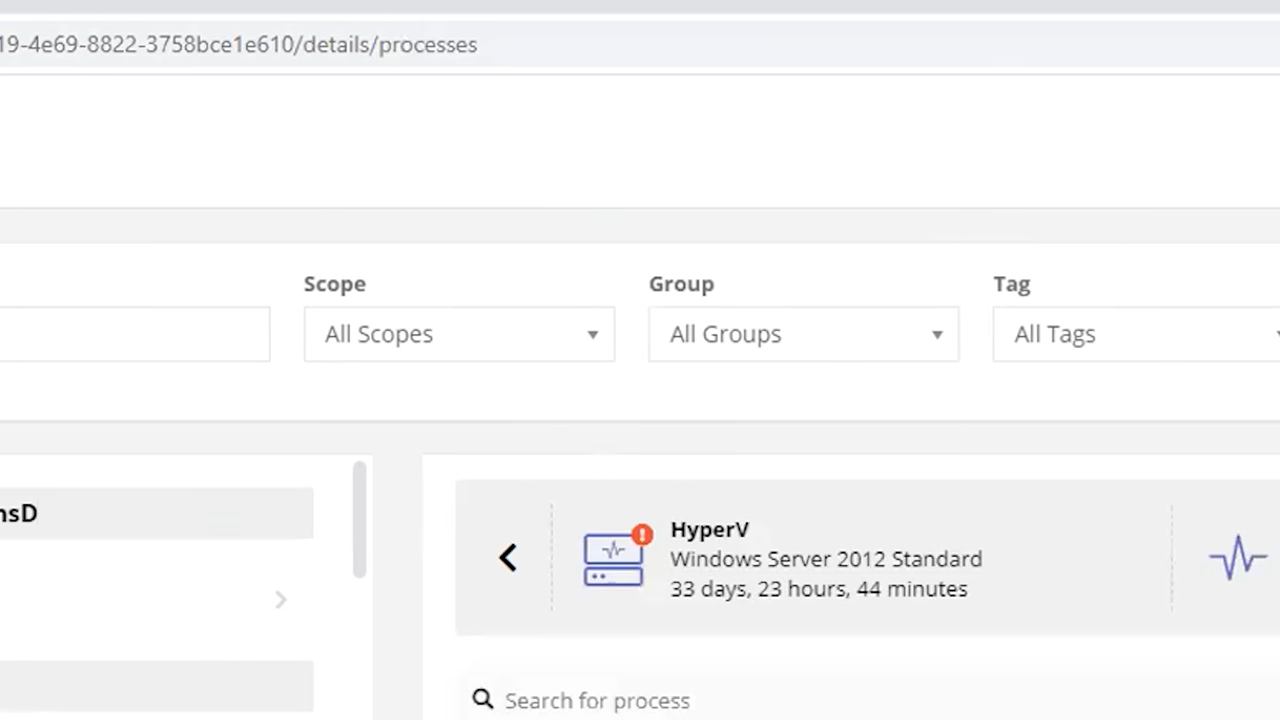 19-4e69-8822-3758bce1e610/details/processes
Scope
Group
Tag
All Scopes
All Groups
All Tags
nsD
HyperV
Windows Server 2012 Standard
33 days, 23 hours, 44 minutes
Search for process